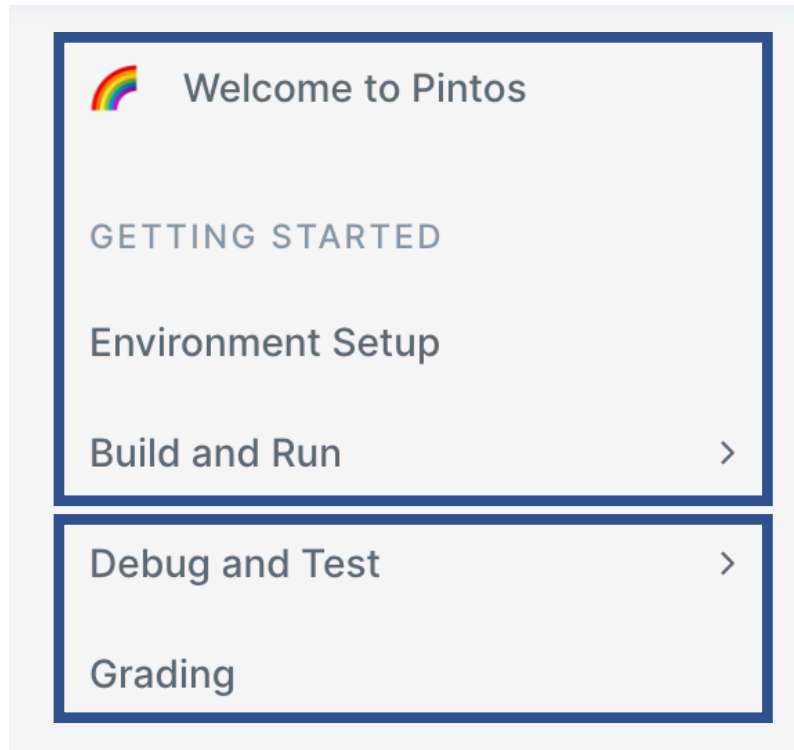 Welcome to Pintos
GETTING STARTED
Environment Setup
Build and Run
Debug and Test
Grading